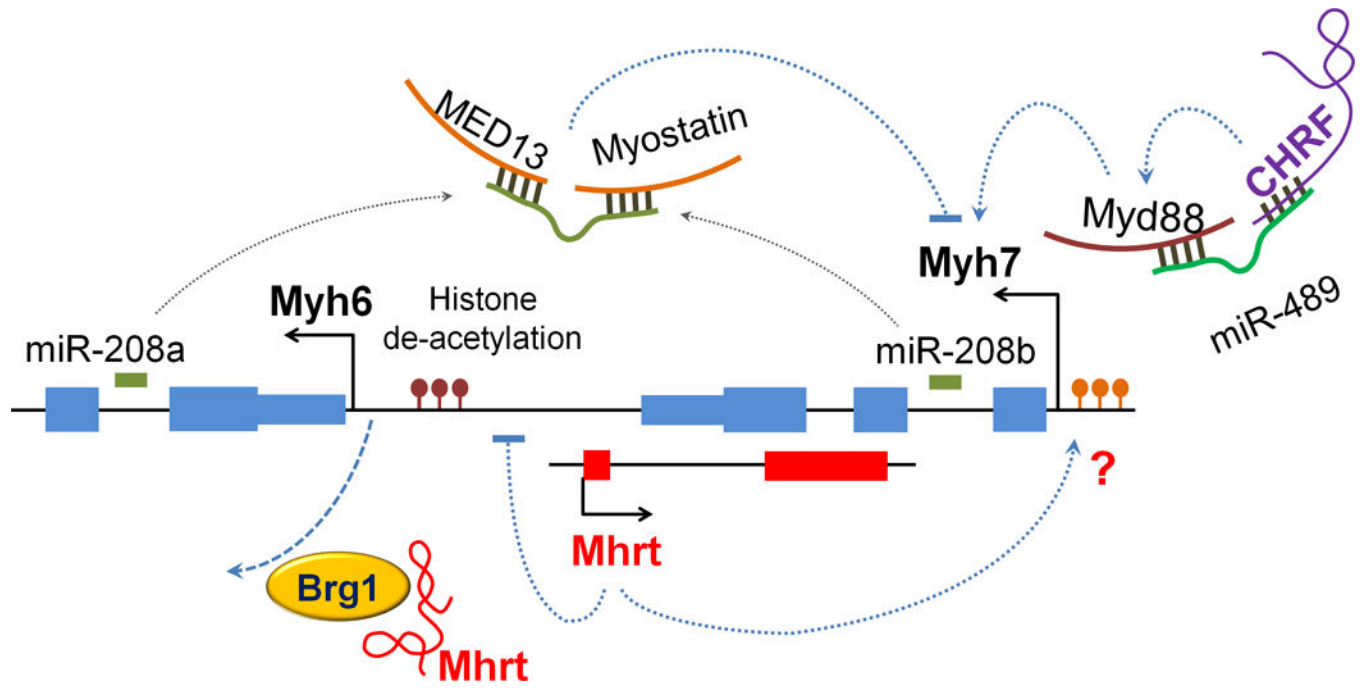 MED13
Myostatin
CHRF
Myd88
Myh7
miR-489
Myh6
Histone
de-acetylation
miR-208a
miR-208b
?
Mhrt
Brg1
Mhrt